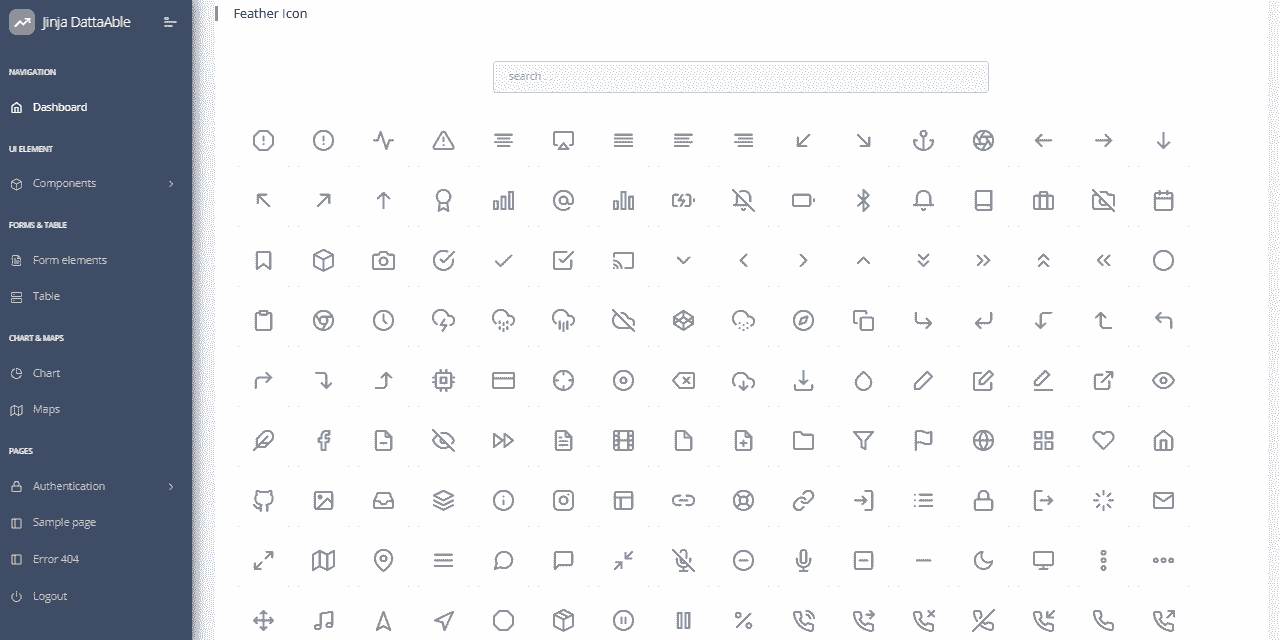 Jinja DattaAble
NAVIGATION
Dashboard
UI ELEMENT
Components
FORMS & TABLE
Form elements
Table
CHART & MAPS
Chart
Maps
PAGES
Authentication
Sample page
Error 404
Logout
Feather Icon
search